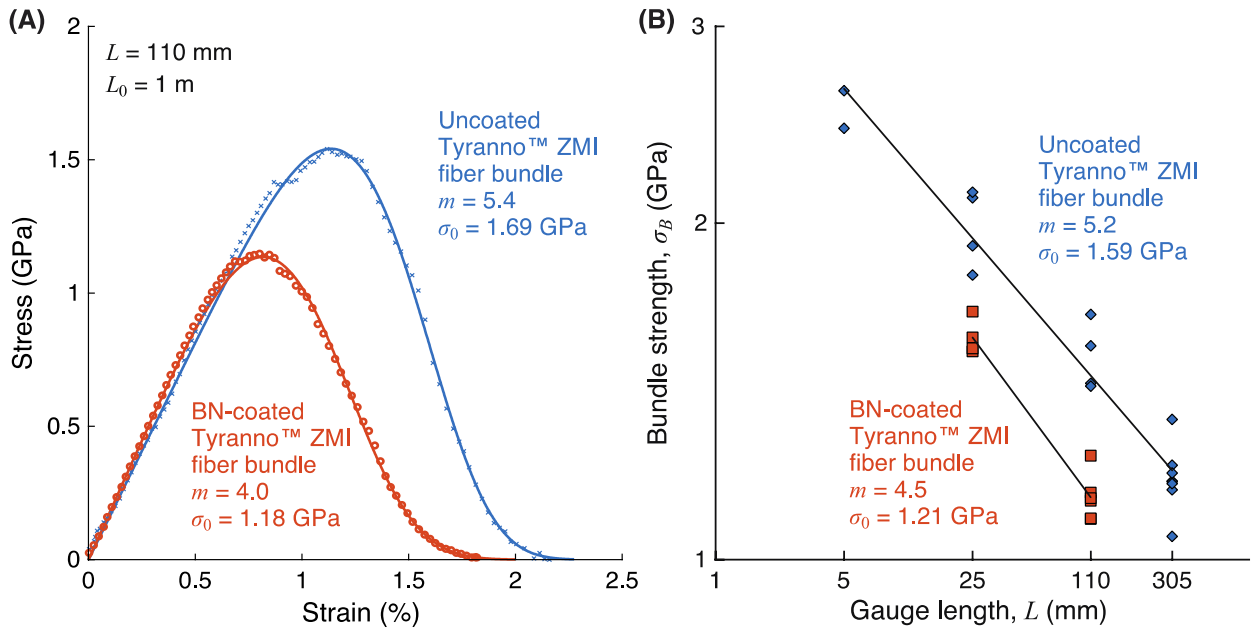 (A)
2
1.5
1
0.5
0
Stress (GPa)
L = 110 mm
L₀ = 1 m
Uncoated
Tyranno™ ZMI
fiber bundle
m = 5.4
σ₀ = 1.69 GPa
BN-coated
Tyranno™ ZMI
fiber bundle
m = 4.0
σ₀ = 1.18 GPa
0 0.5 1 1.5 2 2.5
Strain (%)
(B)
3
2
1
Bundle strength, σ_B (GPa)
Uncoated
Tyranno™ ZMI
fiber bundle
m = 5.2
σ₀ = 1.59 GPa
BN-coated
Tyranno™ ZMI
fiber bundle
m = 4.5
σ₀ = 1.21 GPa
1 5 25 110 305
Gauge length, L (mm)